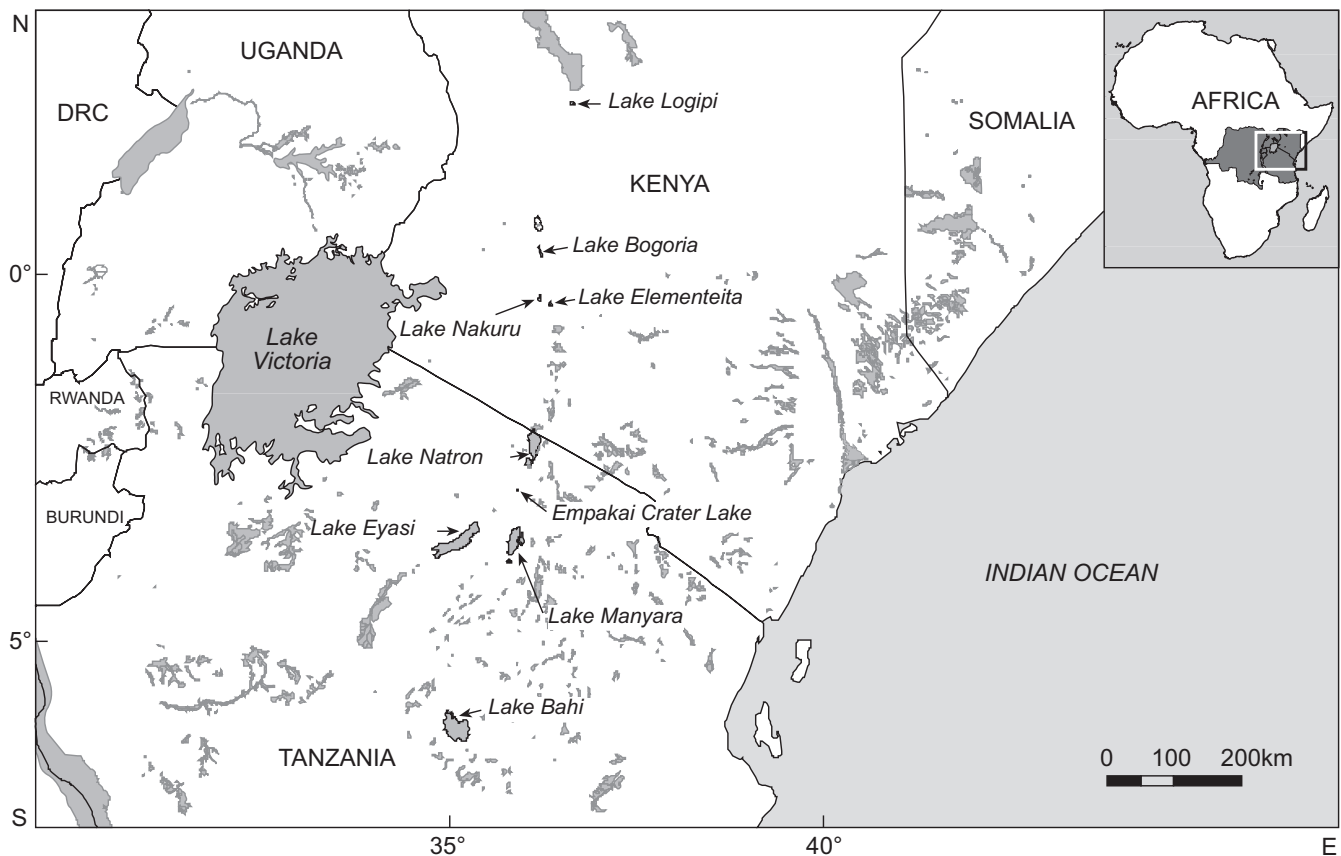 N
UGANDA
DRC
Lake Logipi
SOMALIA
AFRICA
KENYA
Lake Bogoria
0°
Lake Elementeita
Lake Nakuru
Lake
Victoria
RWANDA
Lake Natron
Empakai Crater Lake
BURUNDI
Lake Eyasi
INDIAN OCEAN
Lake Manyara
5°
Lake Bahi
TANZANIA
0 100 200km
S
35° 40° E